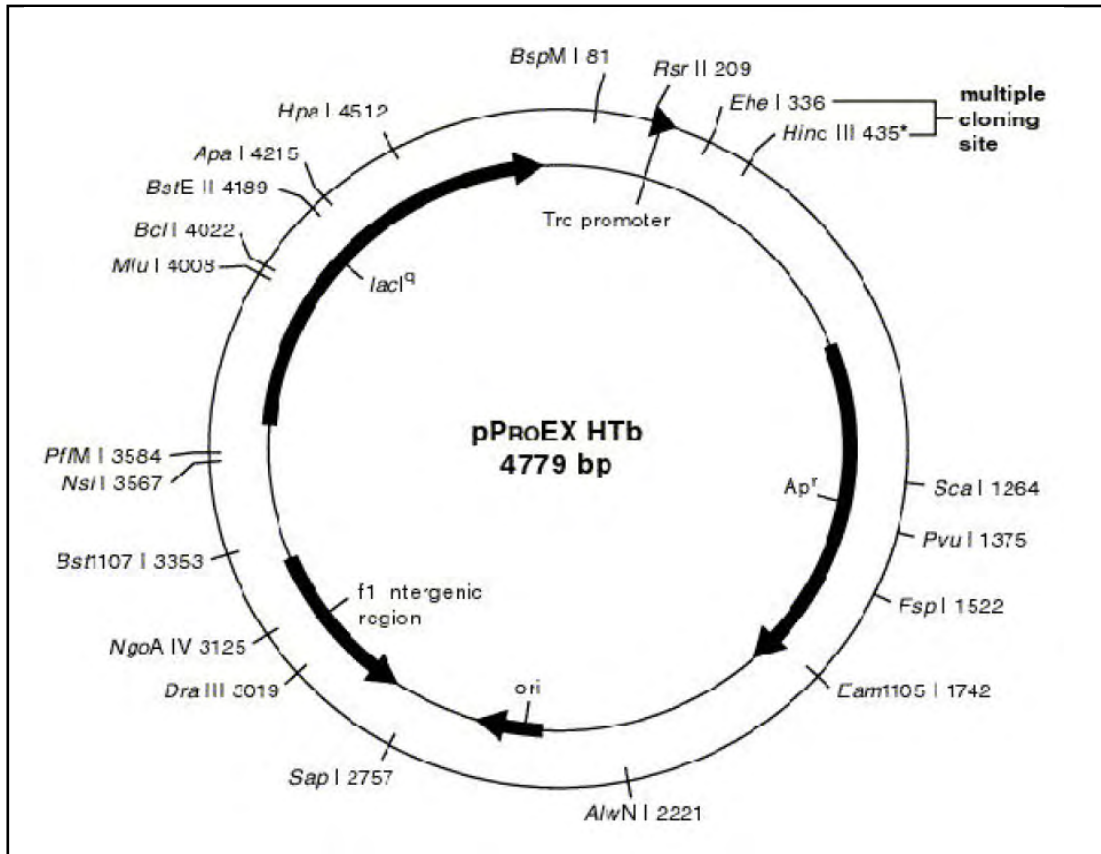 BspM I 81
Rsr II 209
Ehe I 336
Hinc III 435*
multiple
cloning
site
Hpa I 4512
Apa I 4215
BstE II 4189
Bcl I 4022
Mlu I 4008
Trc promoter
lacIq
pPROEX HTb
4779 bp
PflM I 3584
Nsi I 3567
Apr
Sca I 1264
Pvu I 1375
Bst1107 I 3353
f1 ntergenic
region
Fsp I 1522
NgoA IV 3125
Dra III 3019
ori
Eam1105 I 1742
Sap I 2757
AlwN I 2221